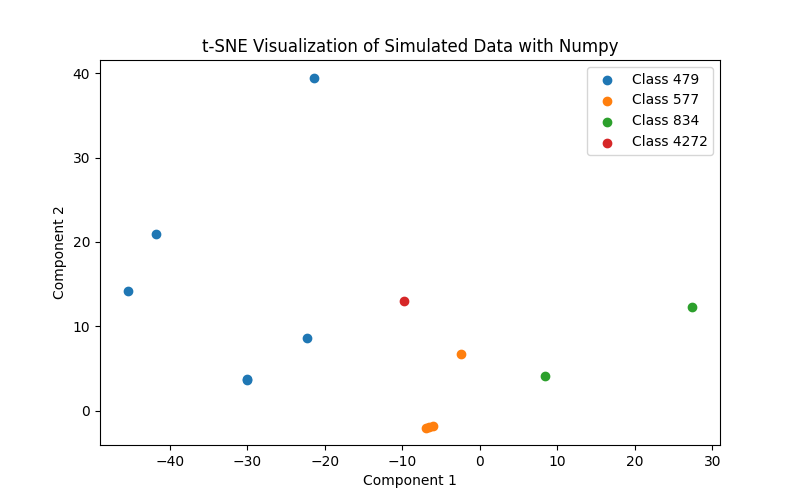 t-SNE Visualization of Simulated Data with Numpy
Class 479
Class 577
Class 834
Class 4272
Component 2
40
30
20
10
0
−40
−30
−20
−10
0
10
20
30
Component 1